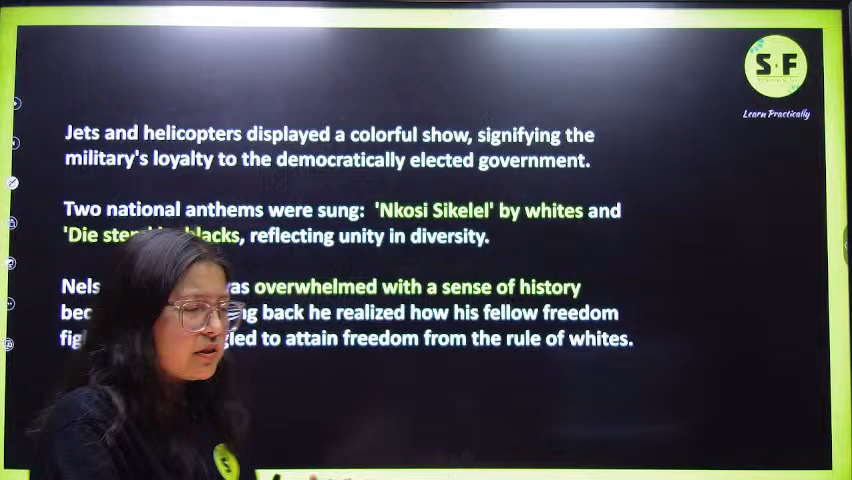 S F
Learn Practically
Jets and helicopters displayed a colorful show, signifying the
military's loyalty to the democratically elected government.
Two national anthems were sung: 'Nkosi Sikelel' by whites and
'Die blacks, reflecting unity in diversity.
was overwhelmed with a sense of history
back he realized how his fellow freedom
to attain freedom from the rule of whites.